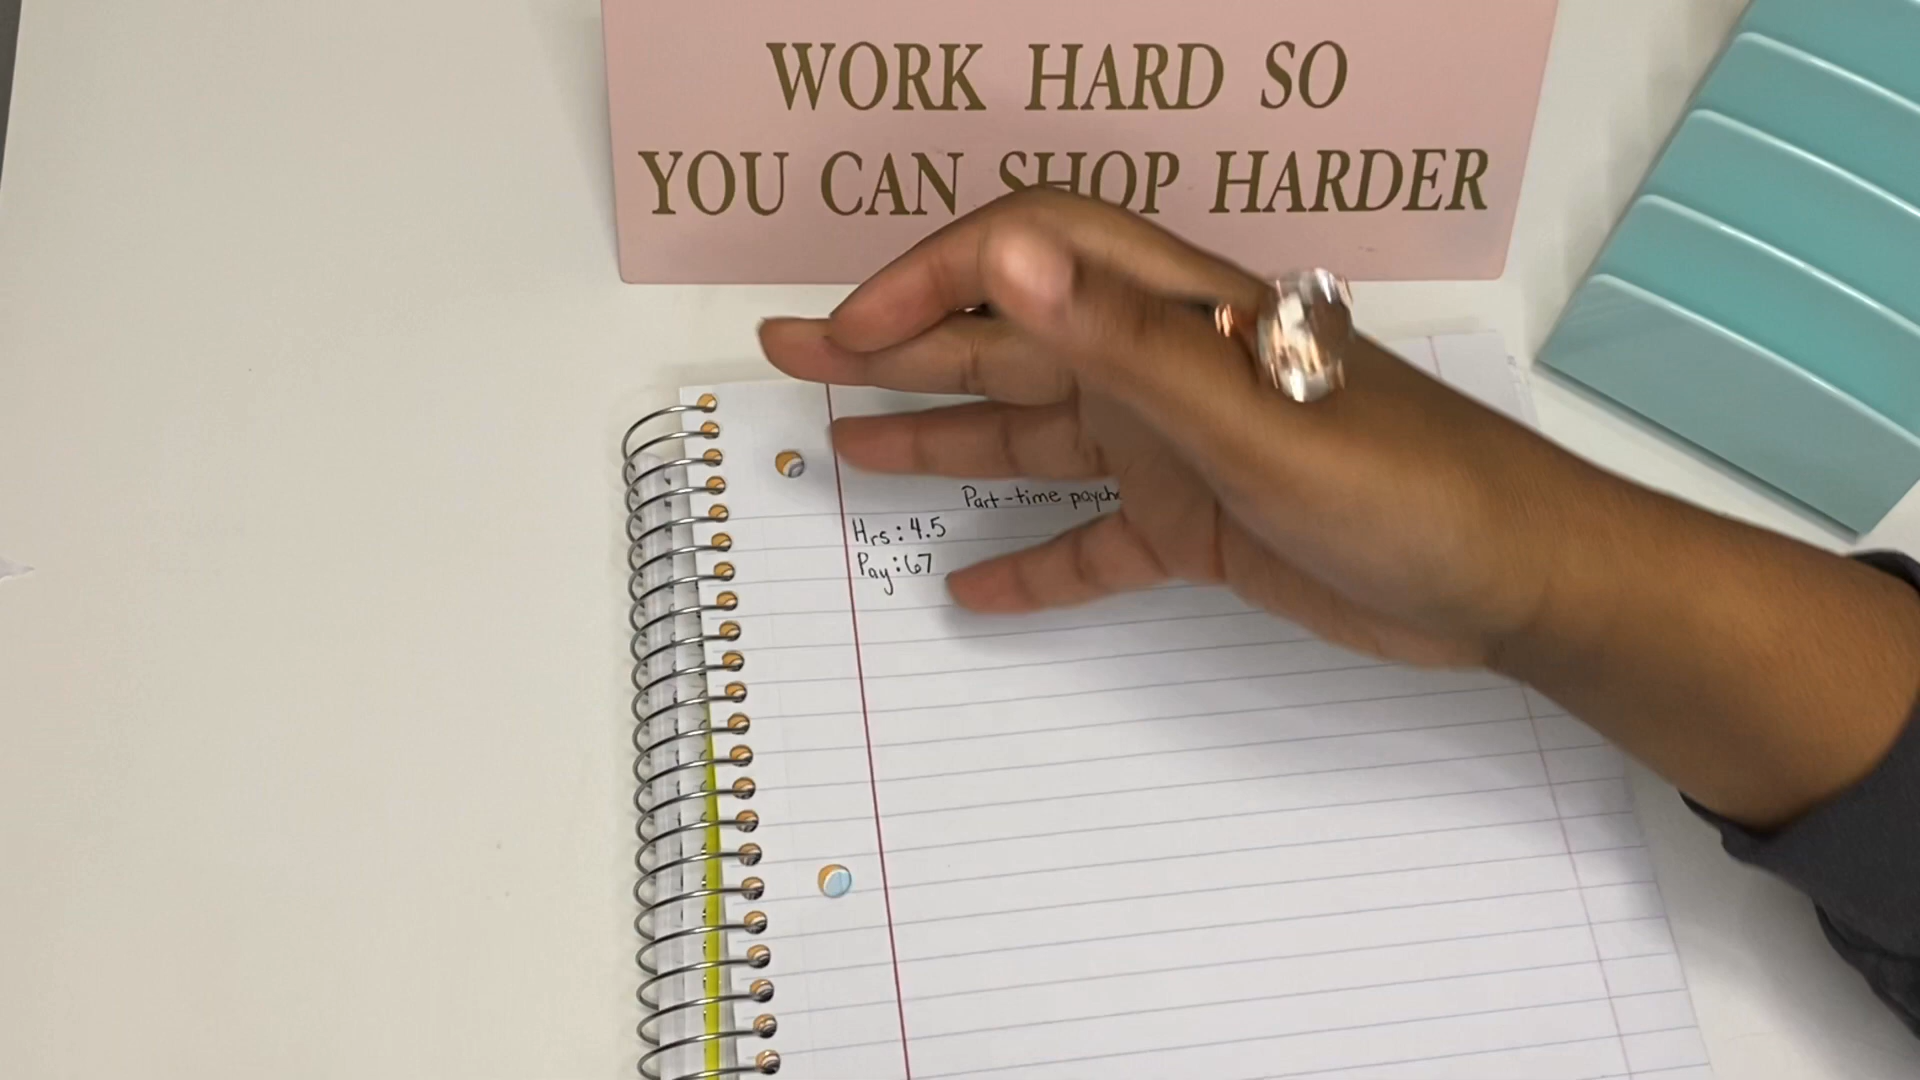 WORK HARD SO
YOU CAN SHOP HARDER
Part-time
Hrs: 4.5
Pay: 67